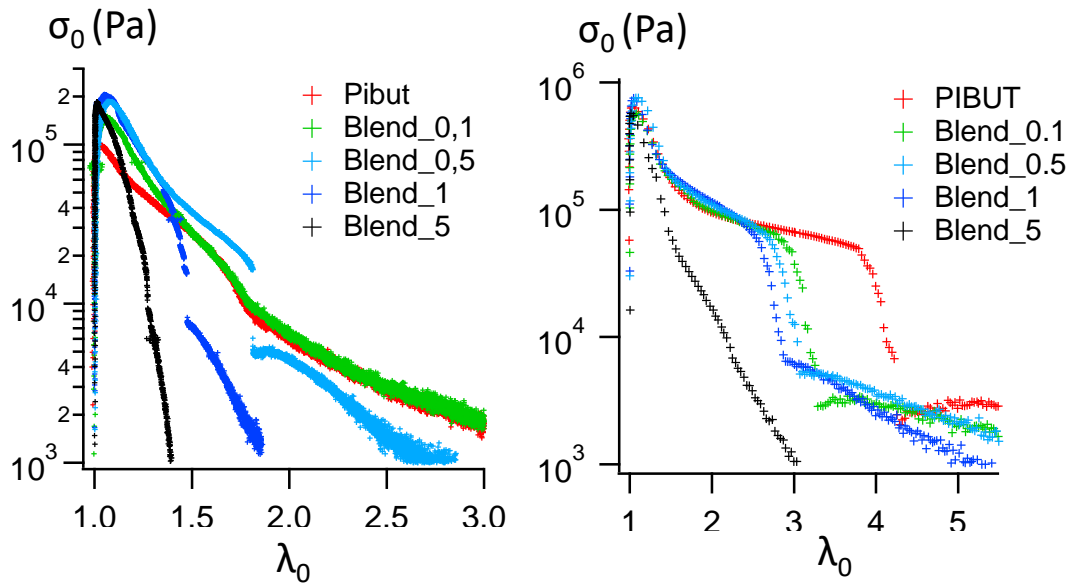 σ0 (Pa)
2
10^5
4
2
10^4
4
2
10^3
1.0
1.5
2.0
2.5
3.0
λ0
Pibut
Blend_0,1
Blend_0,5
Blend_1
Blend_5
σ0 (Pa)
10^6
10^5
10^4
10^3
1
2
3
4
5
λ0
PIBUT
Blend_0.1
Blend_0.5
Blend_1
Blend_5